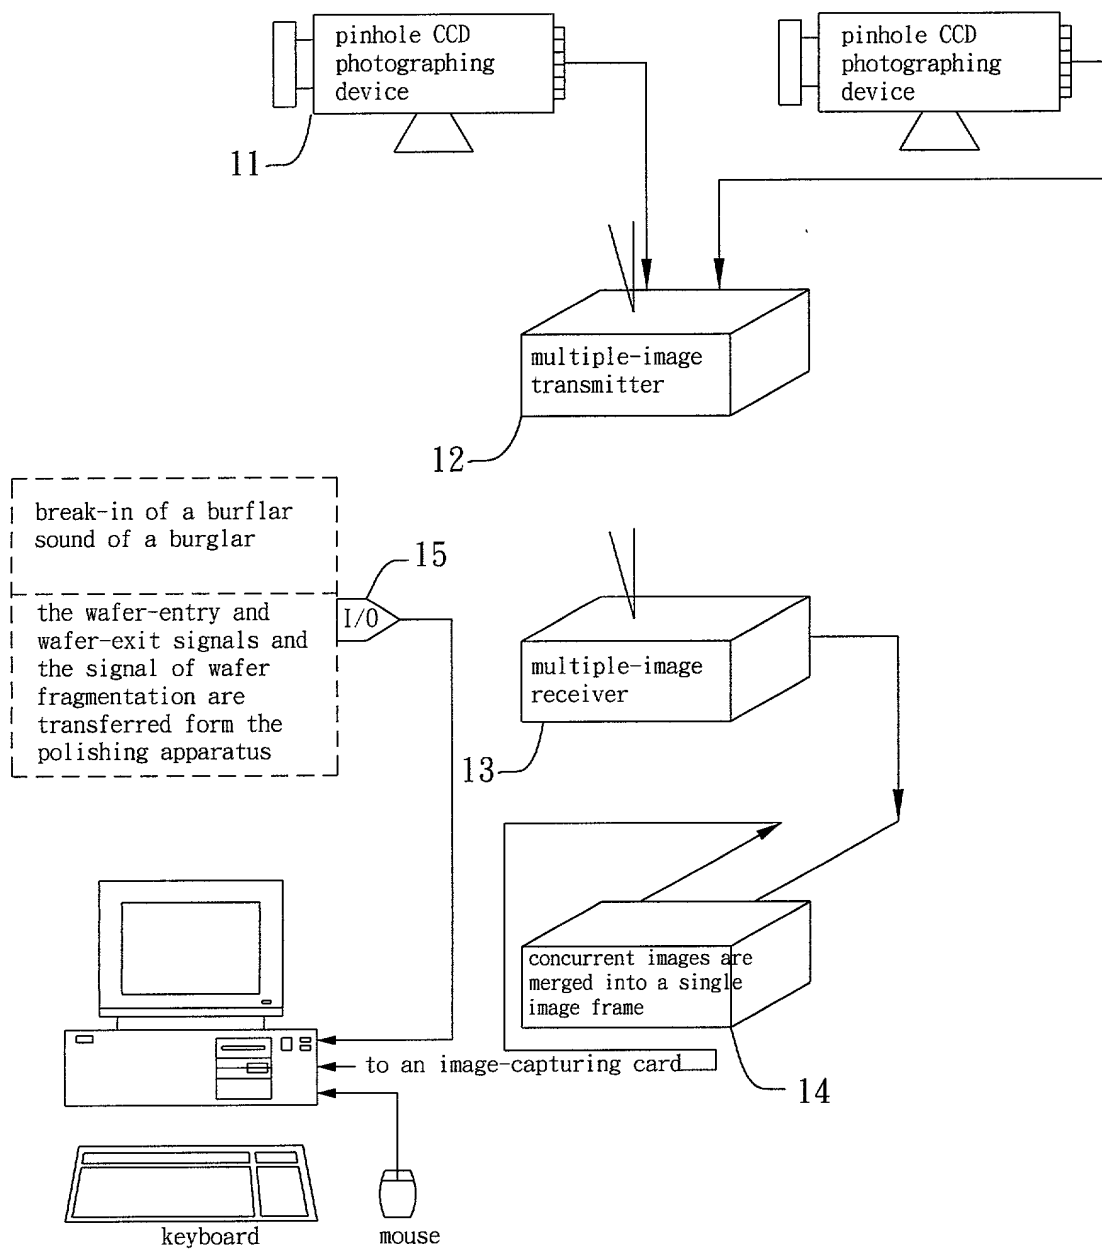 pinhole CCD
photographing
device
pinhole CCD
photographing
device
11
multiple-image
transmitter
12
break-in of a burflar
sound of a burglar
15
I/O
the wafer-entry and
wafer-exit signals and
the signal of wafer
fragmentation are
transferred form the
polishing apparatus
multiple-image
receiver
13
concurrent images are
merged into a single
image frame
14
to an image-capturing card
keyboard
mouse